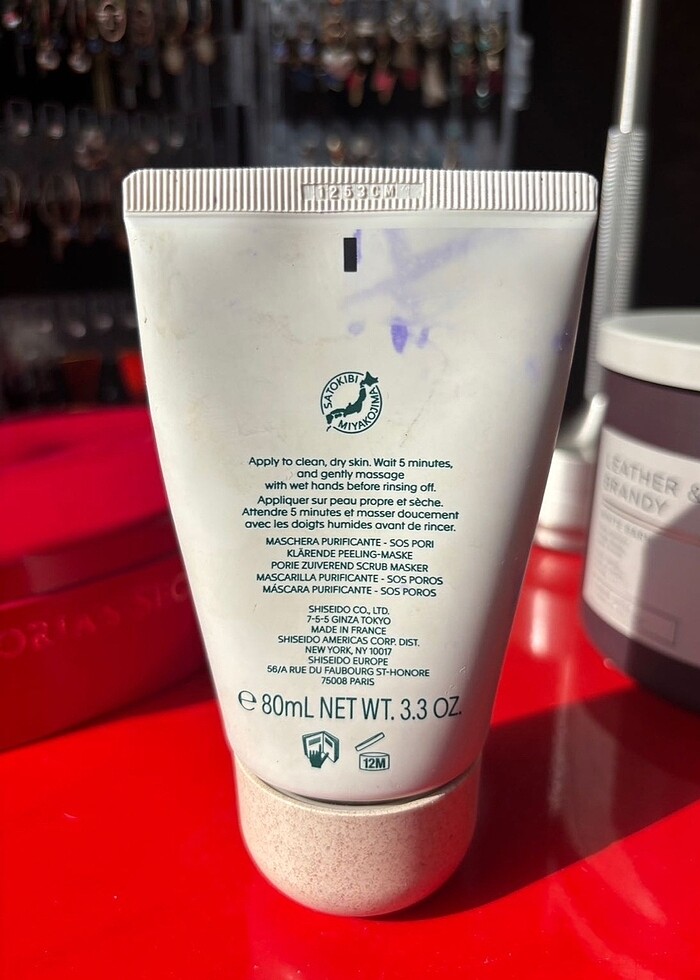 1253CM
SATOKIBI
MIYAKOJIMA
Apply to clean, dry skin. Wait 5 minutes,
and gently massage
with wet hands before rinsing off.
Appliquer sur peau propre et sèche.
Attendre 5 minutes et masser doucement
avec les doigts humides avant de rincer.
MASCHERA PURIFICANTE - SOS PORI
KLÄRENDE PEELING-MASKE
PORIE ZUIVEREND SCRUB MASKER
MASCARILLA PURIFICANTE - SOS POROS
MÁSCARA PURIFICANTE - SOS POROS
SHISEIDO CO., LTD.
7-5-5 GINZA TOKYO
MADE IN FRANCE
SHISEIDO AMERICAS CORP. DIST.
NEW YORK, NY 10017
SHISEIDO EUROPE
56/A RUE DU FAUBOURG ST-HONORE
75008 PARIS
℮ 80mL NET WT. 3.3 OZ.
12M
LEATHER &
BRANDY